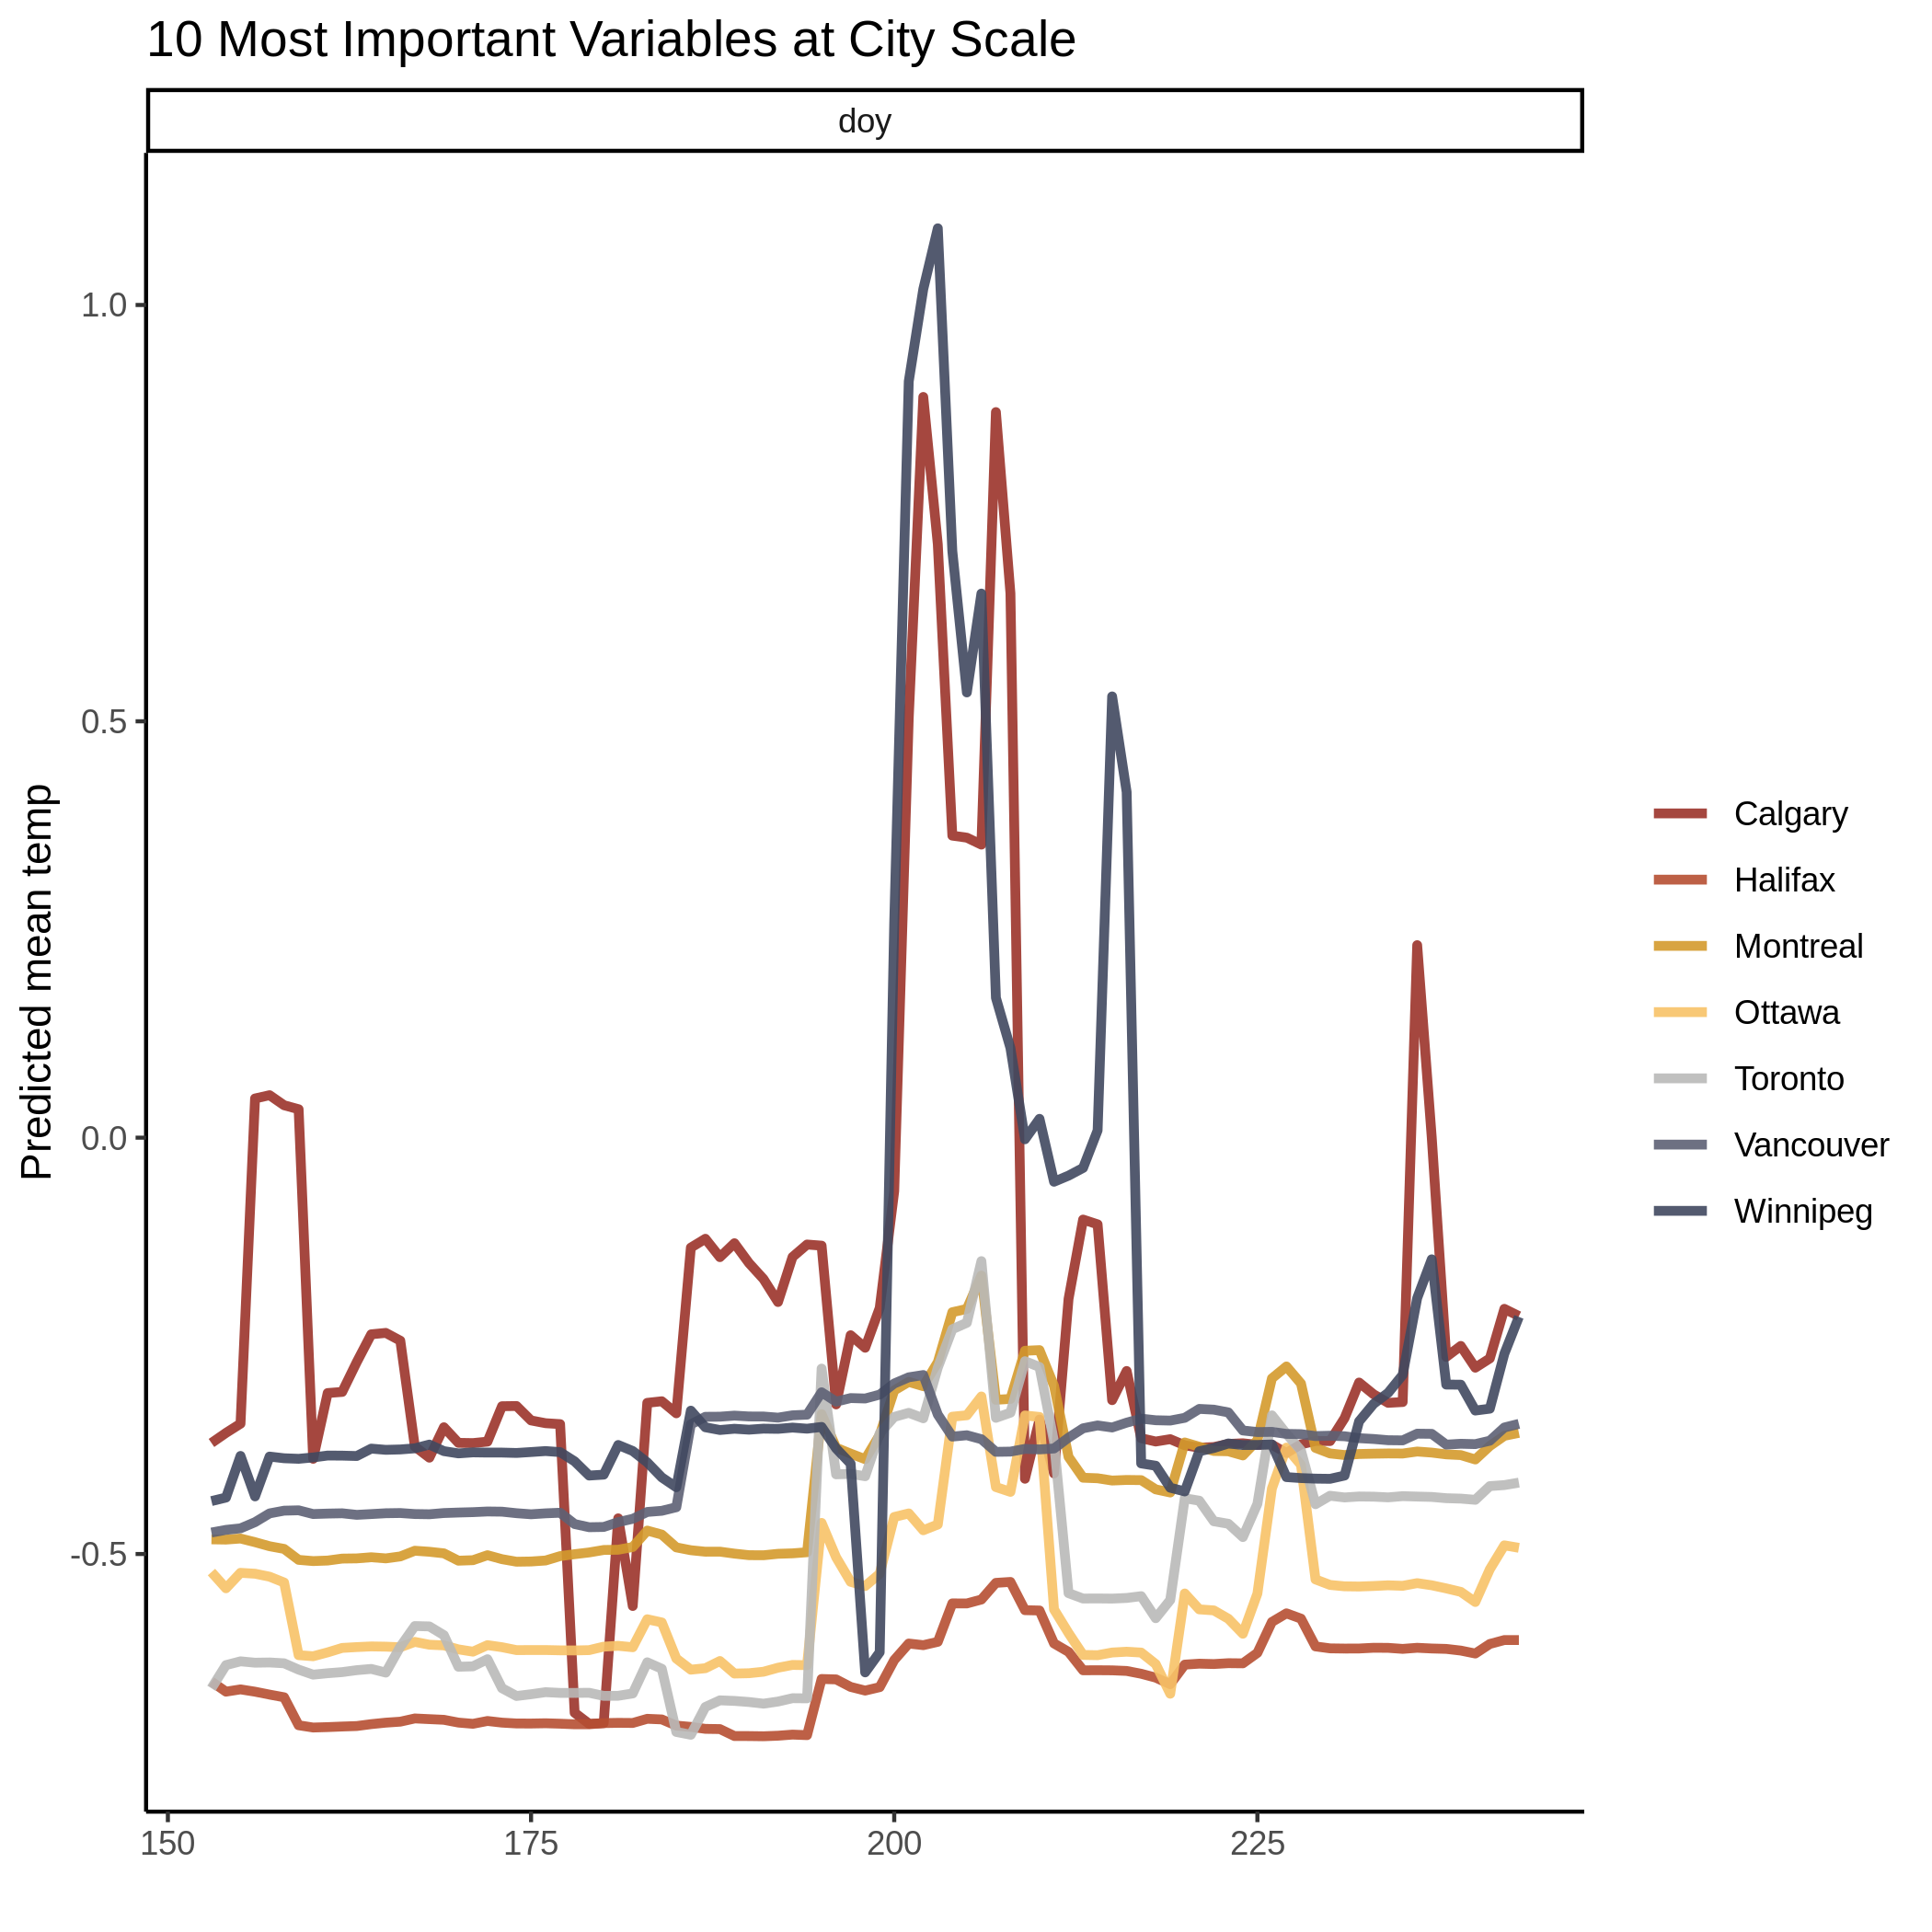 10 Most Important Variables at City Scale
doy
Predicted mean temp
1.0
0.5
0.0
-0.5
150 175 200 225
Calgary
Halifax
Montreal
Ottawa
Toronto
Vancouver
Winnipeg